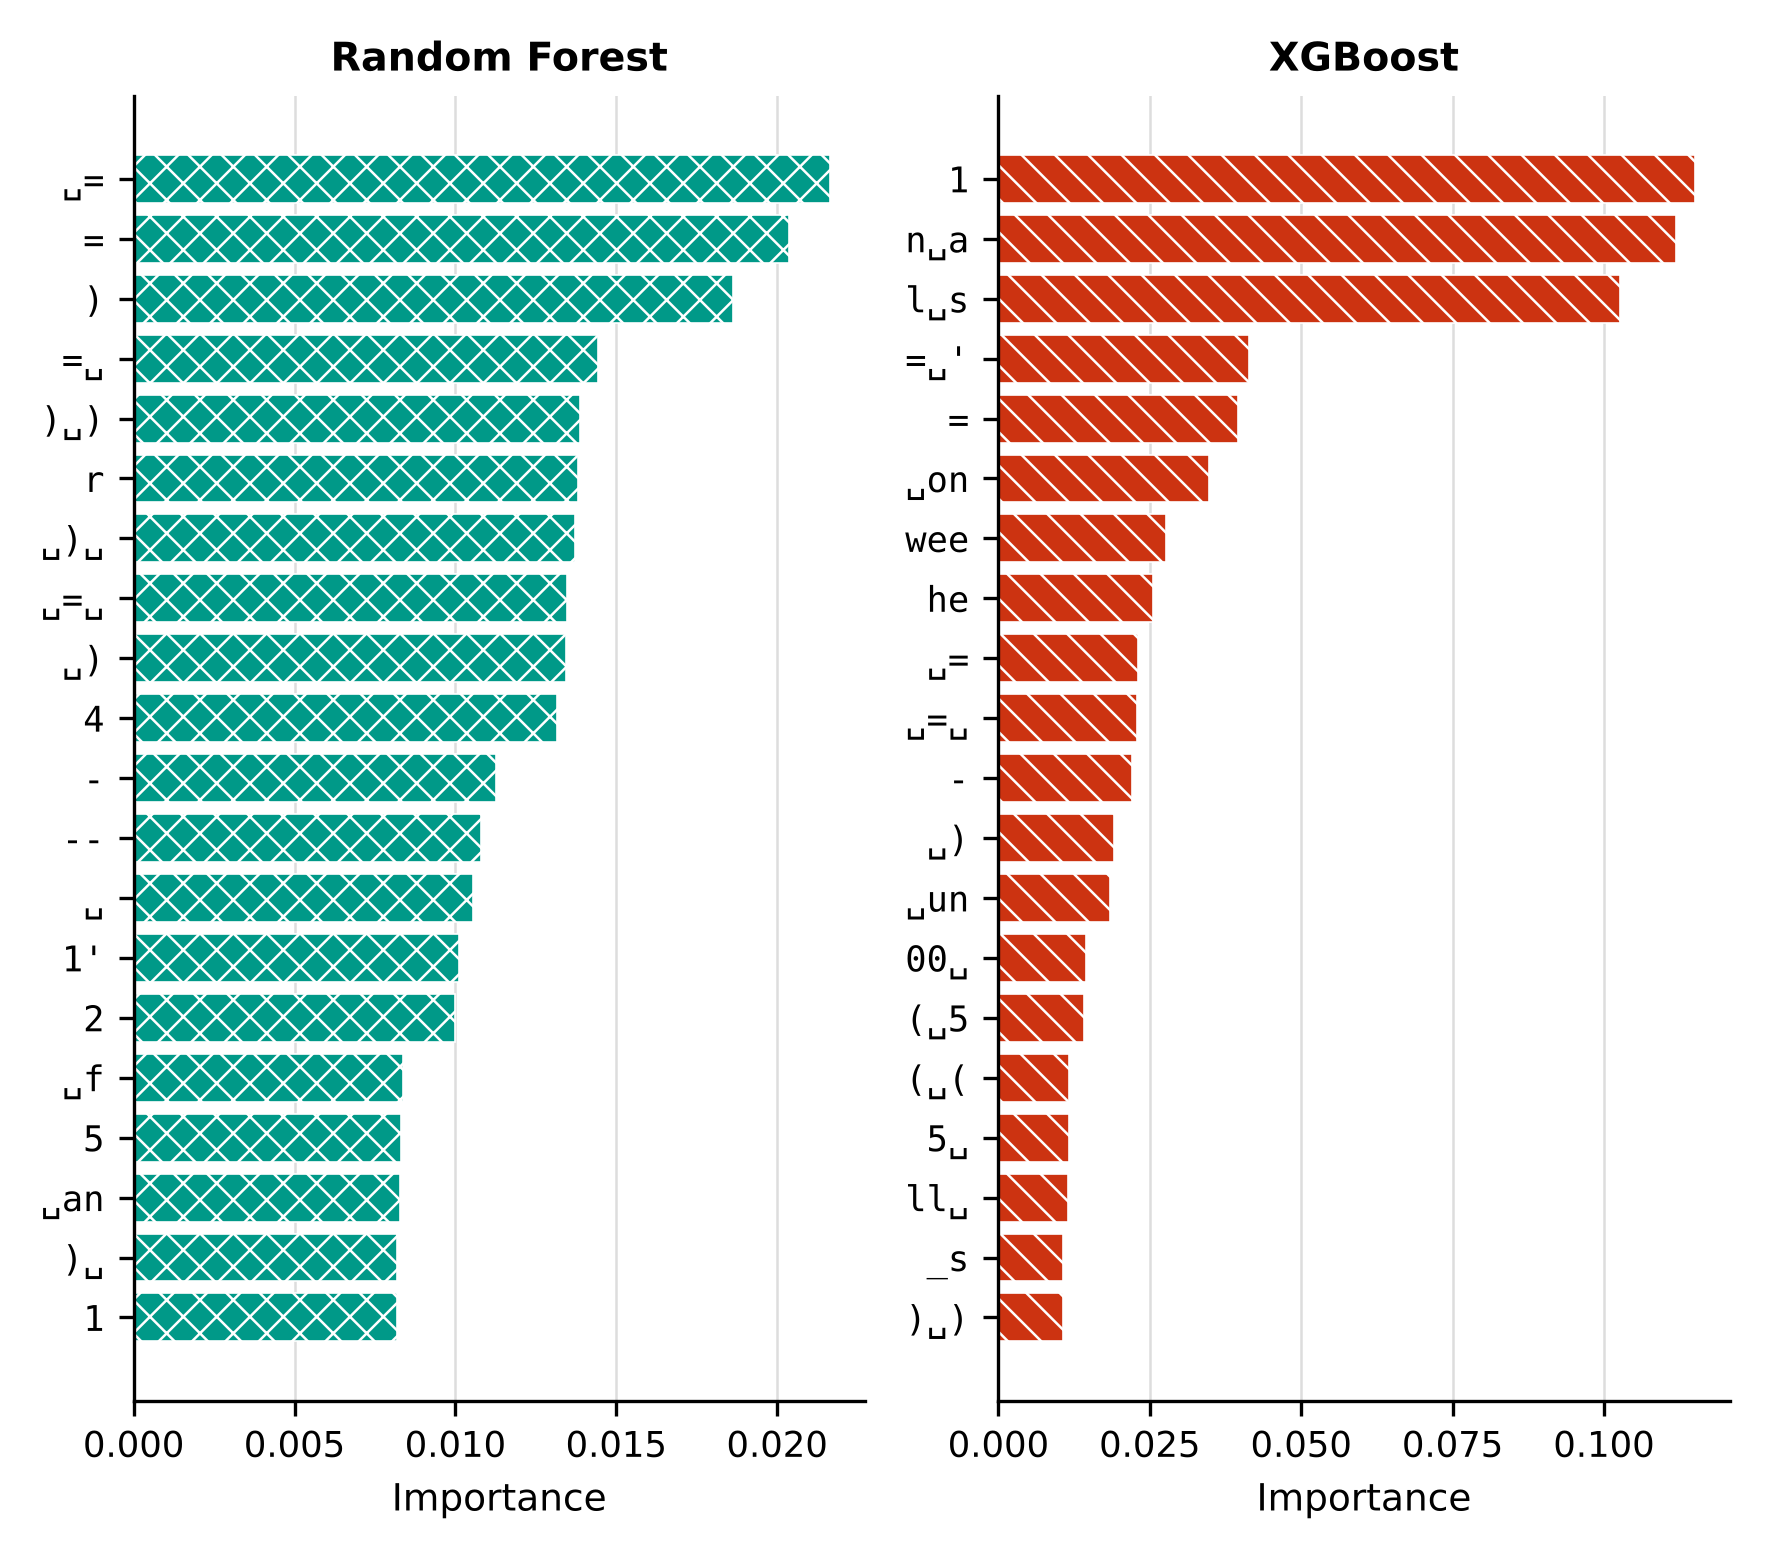 Random Forest
␣=
=
)
=␣
)␣)
r
␣)␣
␣=␣
␣)
4
-
--
␣
1'
2
␣f
5
␣an
)␣
1
0.000 0.005 0.010 0.015 0.020
Importance
XGBoost
1
n␣a
l␣s
=␣'
=
␣on
wee
he
␣=
␣=␣
-
␣)
␣un
00␣
(␣5
(␣(
5␣
ll␣
_s
)␣)
0.000 0.025 0.050 0.075 0.100
Importance